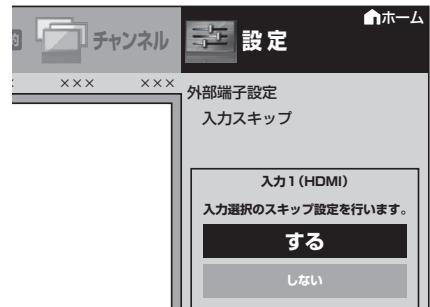 ホーム
チャンネル
設定
××× ×××
外部端子設定
入力スキップ
入力1(HDMI)
入力選択のスキップ設定を行います。
する
しない